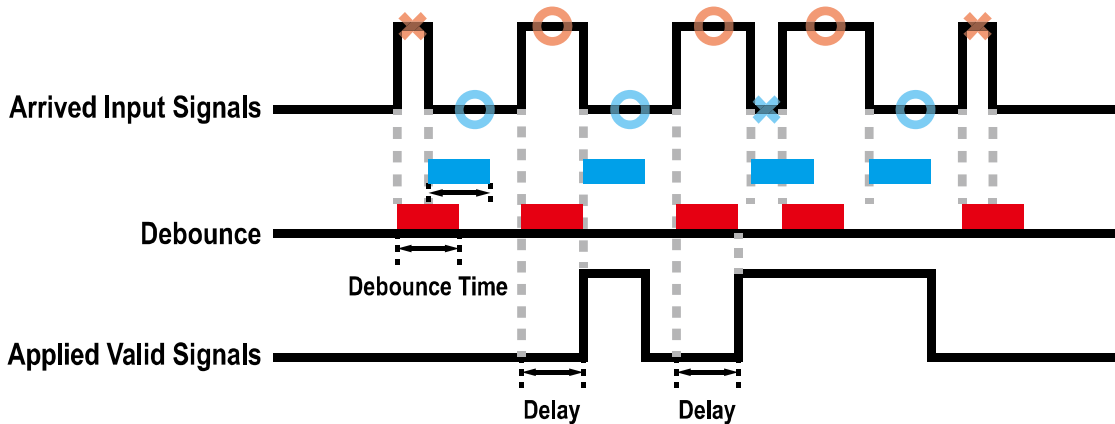 Arrived Input Signals
Debounce
Debounce Time
Applied Valid Signals
Delay
Delay